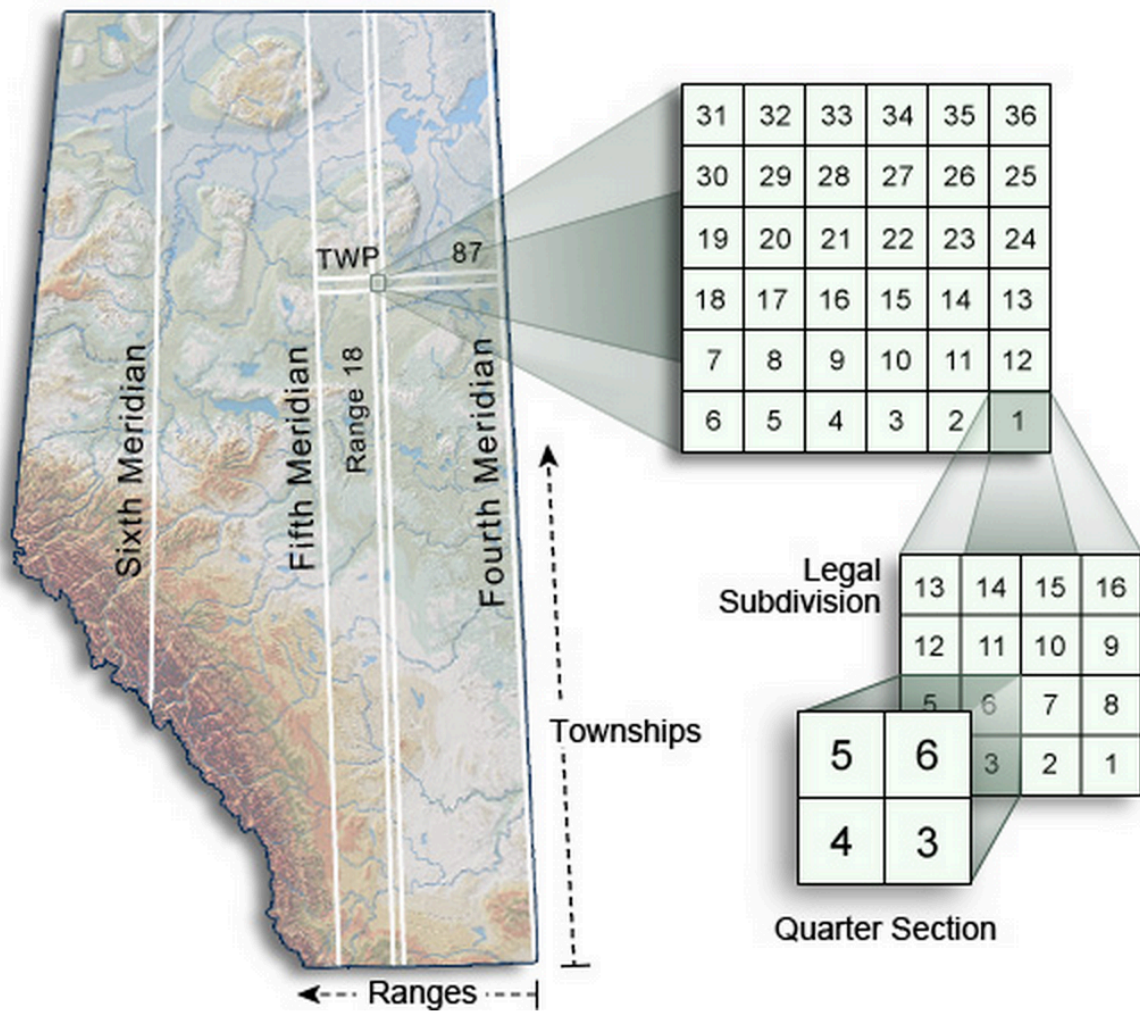 TWP
87
Sixth Meridian
Fifth Meridian
Range 18
Fourth Meridian
Townships
Ranges
31 32 33 34 35 36
30 29 28 27 26 25
19 20 21 22 23 24
18 17 16 15 14 13
7 8 9 10 11 12
6 5 4 3 2 1
Legal
Subdivision
13 14 15 16
12 11 10 9
5 6 7 8
3 2 1
5 6
4 3
Quarter Section